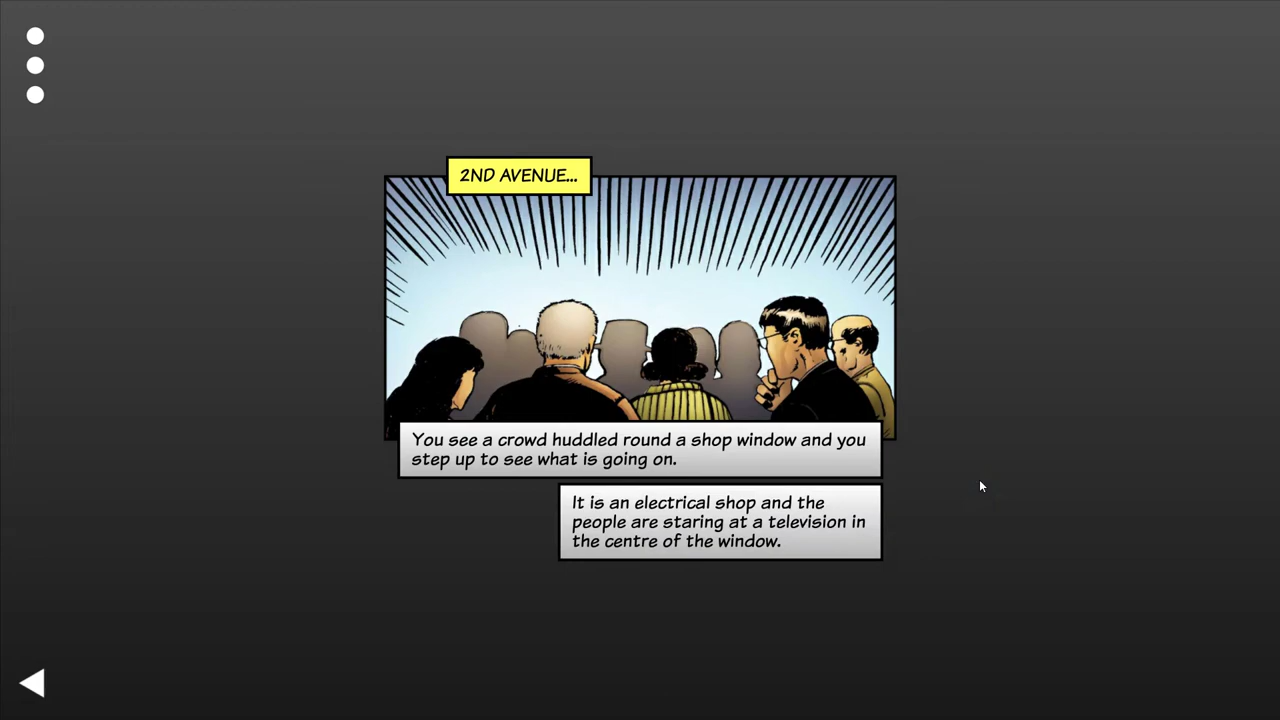 2ND AVENUE...
You see a crowd huddled round a shop window and you
step up to see what is going on.
It is an electrical shop and the
people are staring at a television in
the centre of the window.